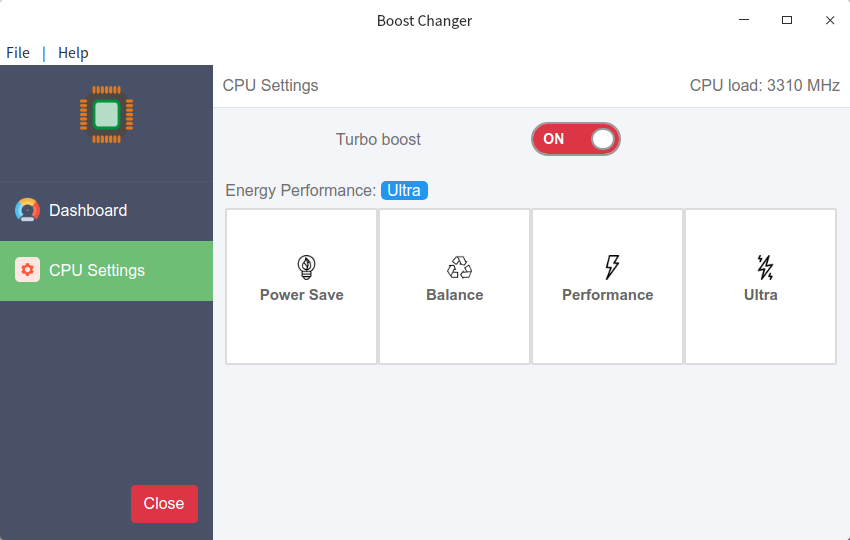 Boost Changer
File | Help
CPU Settings
CPU load: 3310 MHz
Turbo boost
ON
Dashboard
CPU Settings
Energy Performance: Ultra
Power Save
Balance
Performance
Ultra
Close